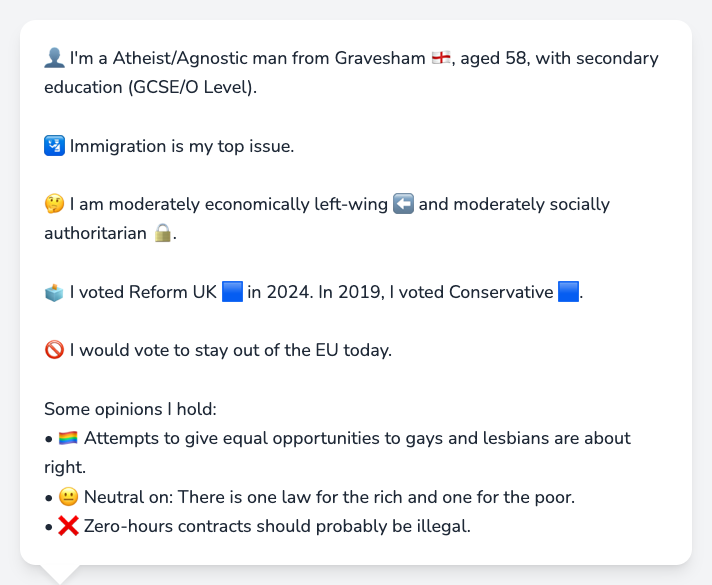 👤 I'm a Atheist/Agnostic man from Gravesham 🏴󠁧󠁢󠁥󠁮󠁧󠁿, aged 58, with secondary
education (GCSE/O Level).
🛂 Immigration is my top issue.
🤔 I am moderately economically left-wing ⬅️ and moderately socially
authoritarian 🔒.
🗳️ I voted Reform UK 🟦 in 2024. In 2019, I voted Conservative 🟦.
🚫 I would vote to stay out of the EU today.
Some opinions I hold:
• 🏳️‍🌈 Attempts to give equal opportunities to gays and lesbians are about
right.
• 😐 Neutral on: There is one law for the rich and one for the poor.
• ❌ Zero-hours contracts should probably be illegal.